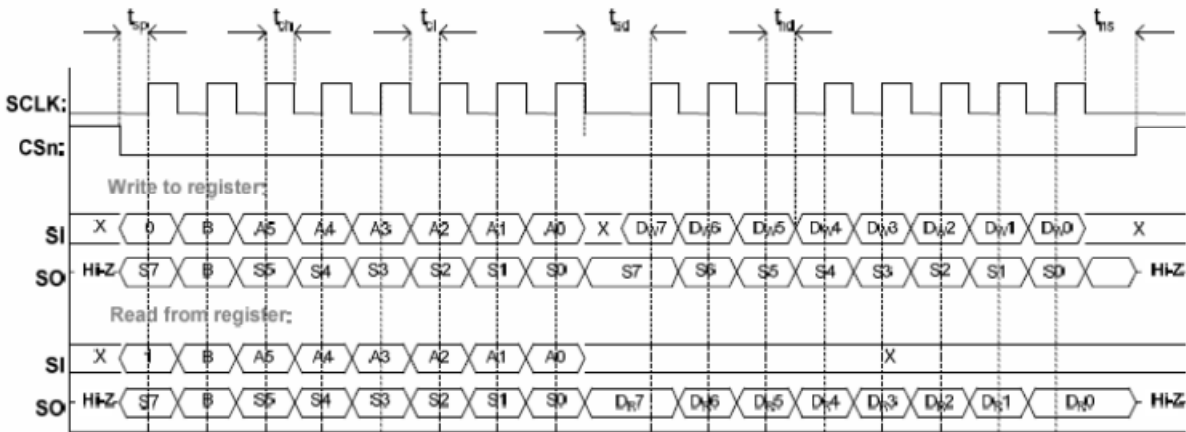 tsp tch tcl tsd thd tns
SCLK:
CSn:
Write to register:
SI X 0 B A5 A4 A3 A2 A1 A0 X DW7 DW6 DW5 DW4 DW3 DW2 DW1 DW0 X
SO Hi-Z S7 B S5 S4 S3 S2 S1 S0 S7 S6 S5 S4 S3 S2 S1 S0 Hi-Z
Read from register:
SI X 1 B A5 A4 A3 A2 A1 A0 X
SO Hi-Z S7 B S5 S4 S3 S2 S1 S0 DR7 DR6 DR5 DR4 DR3 DR2 DR1 DR0 Hi-Z